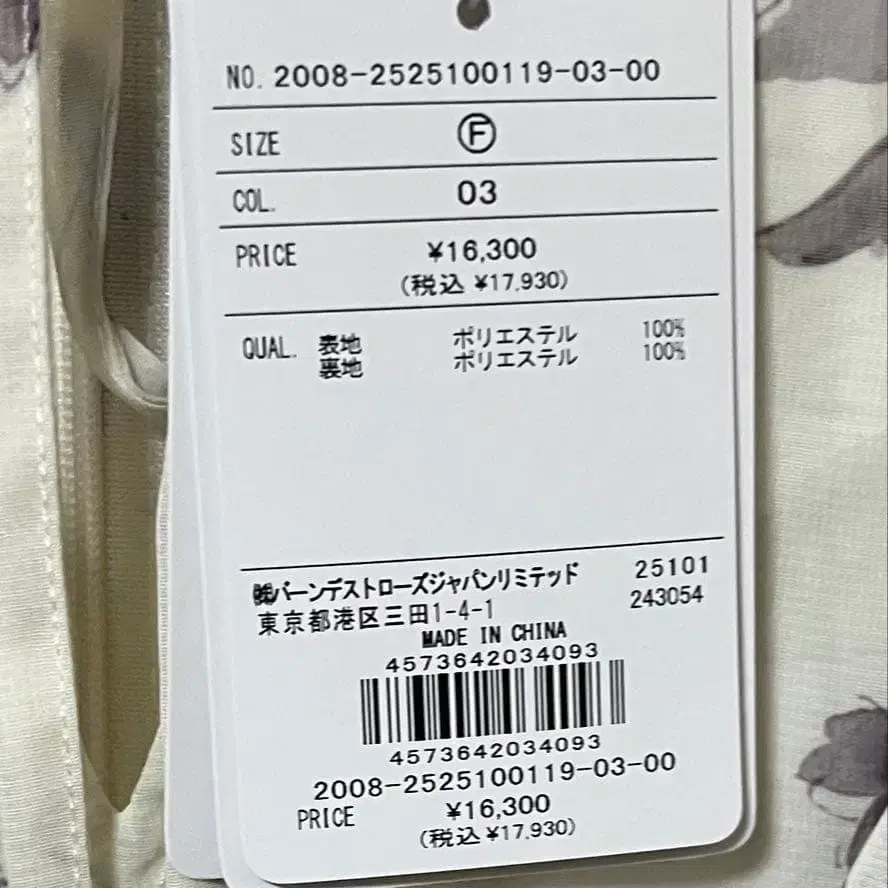 NO. 2008-2525100119-03-00
SIZE Ⓕ
COL. 03
PRICE ¥16,300
(税込 ¥17,930)
QUAL. 表地 ポリエステル 100%
裏地 ポリエステル 100%
㈱バーンデストローズジャパンリミテッド 25101
東京都港区三田1-4-1 243054
MADE IN CHINA
4573642034093
4573642034093
2008-2525100119-03-00
PRICE ¥16,300
(税込 ¥17,930)